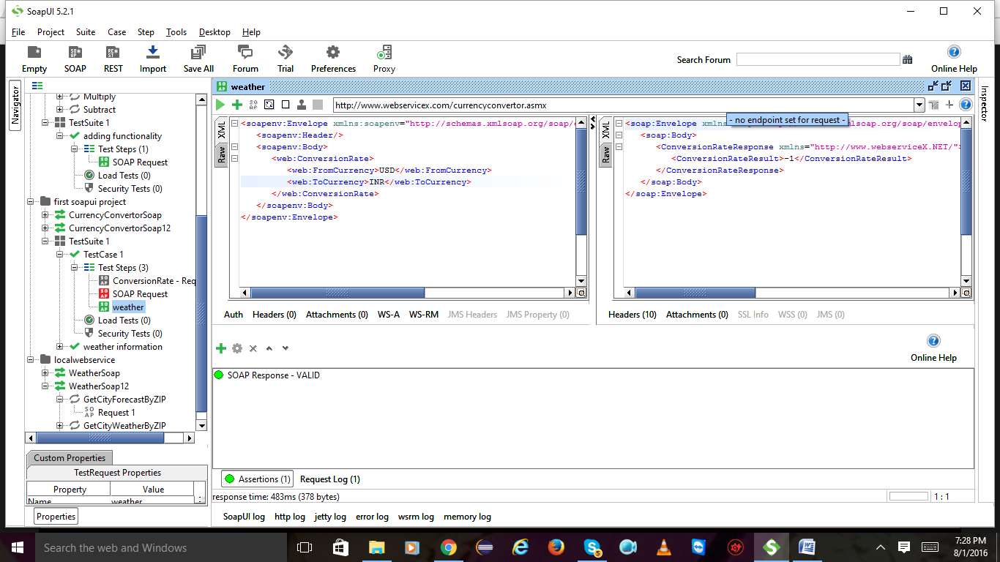 SoapUI 5.2.1
File Project Suite Case Step Tools Desktop Help
Empty SOAP REST Import Save All Forum Trial Preferences Proxy
Search Forum
Online Help
Navigator
Multiply
Subtract
TestSuite 1
adding functionality
Test Steps (1)
SOAP Request
Load Tests (0)
Security Tests (0)
first soapui project
CurrencyConvertorSoap
CurrencyConvertorSoap12
TestSuite 1
TestCase 1
Test Steps (3)
ConversionRate - Req
SOAP Request
weather
Load Tests (0)
Security Tests (0)
weather information
localwebservice
WeatherSoap
WeatherSoap12
GetCityForecastByZIP
Request 1
GetCityWeatherByZIP
Custom Properties
TestRequest Properties
Property Value
Name weather
Properties
weather
http://www.webservicex.com/currencyconvertor.asmx
- no endpoint set for request -
XML
Raw
<soapenv:Envelope xmlns:soapenv="http://schemas.xmlsoap.org/soap/
<soapenv:Header/>
<soapenv:Body>
<web:ConversionRate>
<web:FromCurrency>USD</web:FromCurrency>
<web:ToCurrency>INR</web:ToCurrency>
</web:ConversionRate>
</soapenv:Body>
</soapenv:Envelope>
Auth Headers (0) Attachments (0) WS-A WS-RM JMS Headers JMS Property (0)
XML
Raw
<soap:Envelope xmlsoap.org/soap/envelop
<soap:Body>
<ConversionRateResponse xmlns="http://www.webserviceX.NET/">
<ConversionRateResult>-1</ConversionRateResult>
</ConversionRateResponse>
</soap:Body>
</soap:Envelope>
Headers (10) Attachments (0) SSL Info WSS (0) JMS (0)
Inspector
Online Help
SOAP Response - VALID
Assertions (1) Request Log (1)
response time: 483ms (378 bytes)
1 : 1
SoapUI log http log jetty log error log wsrm log memory log
Search the web and Windows
5
7:28 PM
8/1/2016